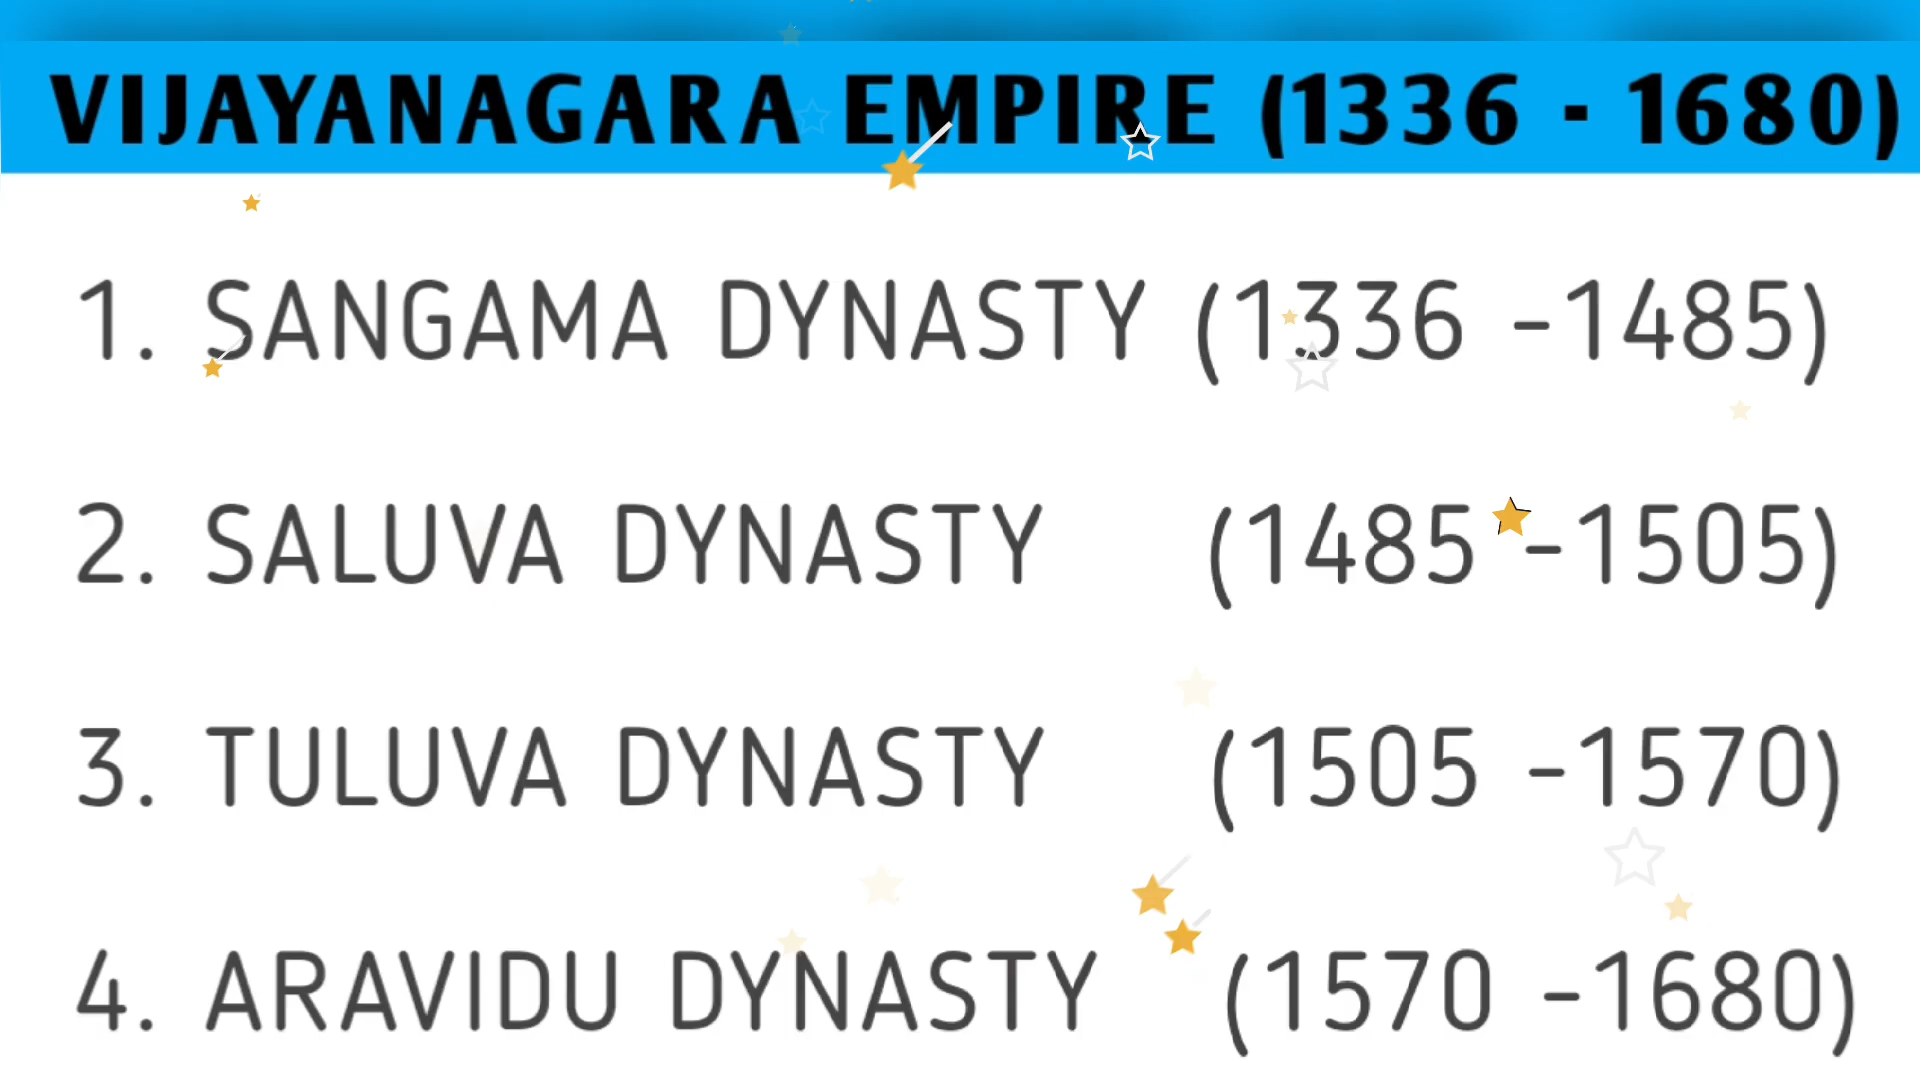 VIJAYANAGARA EMPIRE (1336 - 1680)
1. SANGAMA DYNASTY (1336 -1485)
2. SALUVA DYNASTY (1485 -1505)
3. TULUVA DYNASTY (1505 -1570)
4. ARAVIDU DYNASTY (1570 -1680)